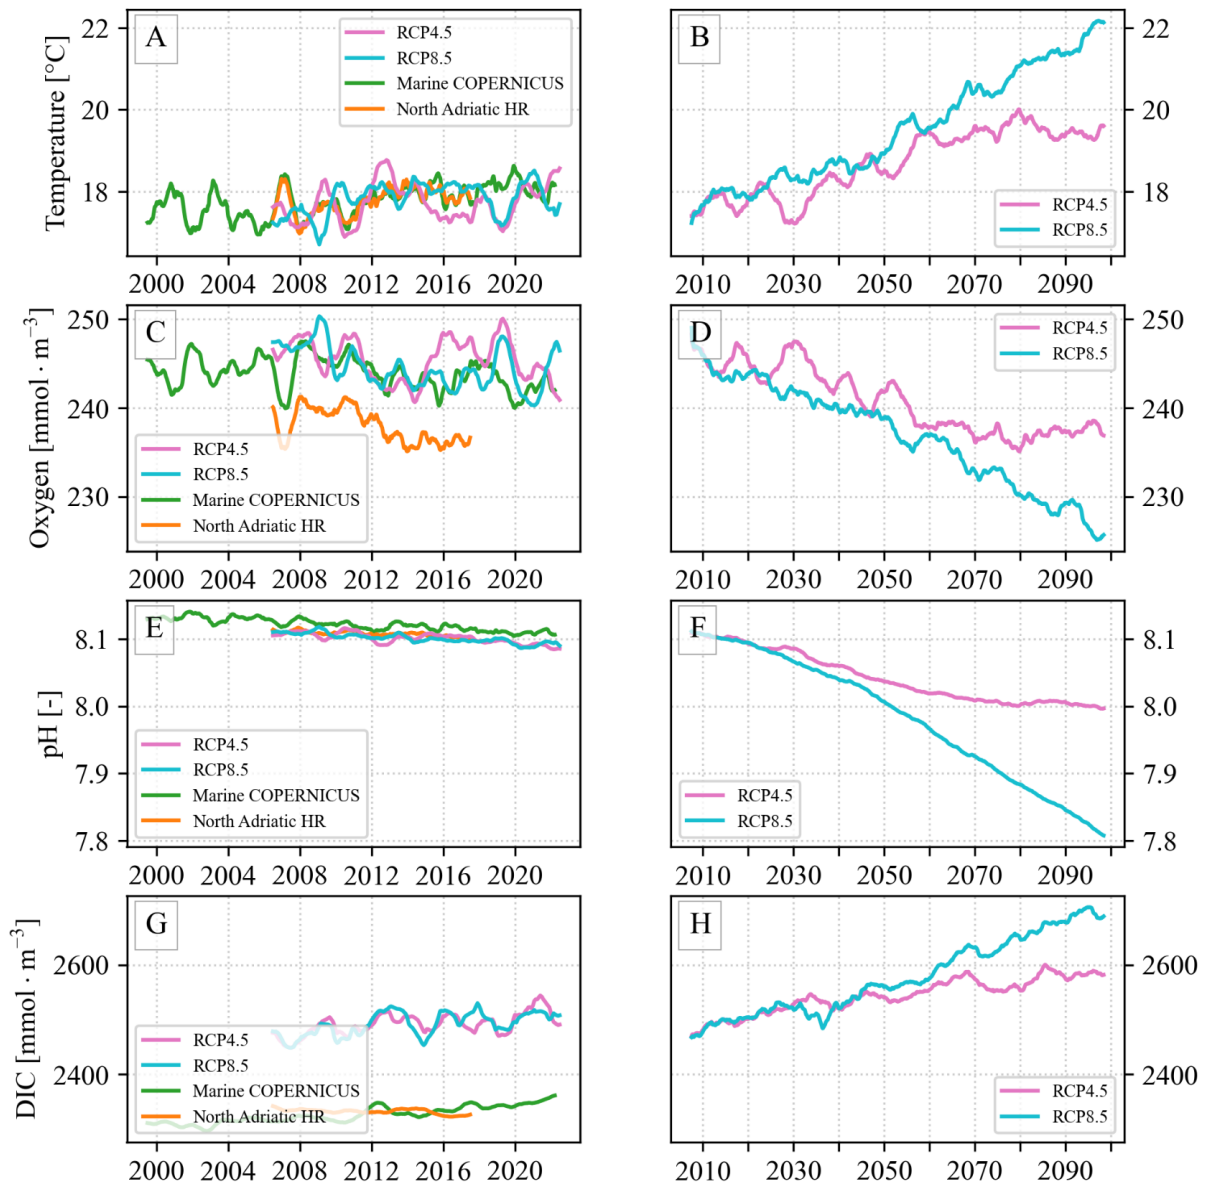 A
B
Temperature [°C]
22
20
18
RCP4.5
RCP8.5
Marine COPERNICUS
North Adriatic HR
2000 2004 2008 2012 2016 2020
22
20
18
RCP4.5
RCP8.5
2010 2030 2050 2070 2090
C
D
Oxygen [mmol · m⁻³]
250
240
230
RCP4.5
RCP8.5
Marine COPERNICUS
North Adriatic HR
2000 2004 2008 2012 2016 2020
250
240
230
RCP4.5
RCP8.5
2010 2030 2050 2070 2090
E
F
pH [-]
8.1
8.0
7.9
7.8
RCP4.5
RCP8.5
Marine COPERNICUS
North Adriatic HR
2000 2004 2008 2012 2016 2020
8.1
8.0
7.9
7.8
RCP4.5
RCP8.5
2010 2030 2050 2070 2090
G
H
DIC [mmol · m⁻³]
2600
2400
RCP4.5
RCP8.5
Marine COPERNICUS
North Adriatic HR
2000 2004 2008 2012 2016 2020
2600
2400
RCP4.5
RCP8.5
2010 2030 2050 2070 2090